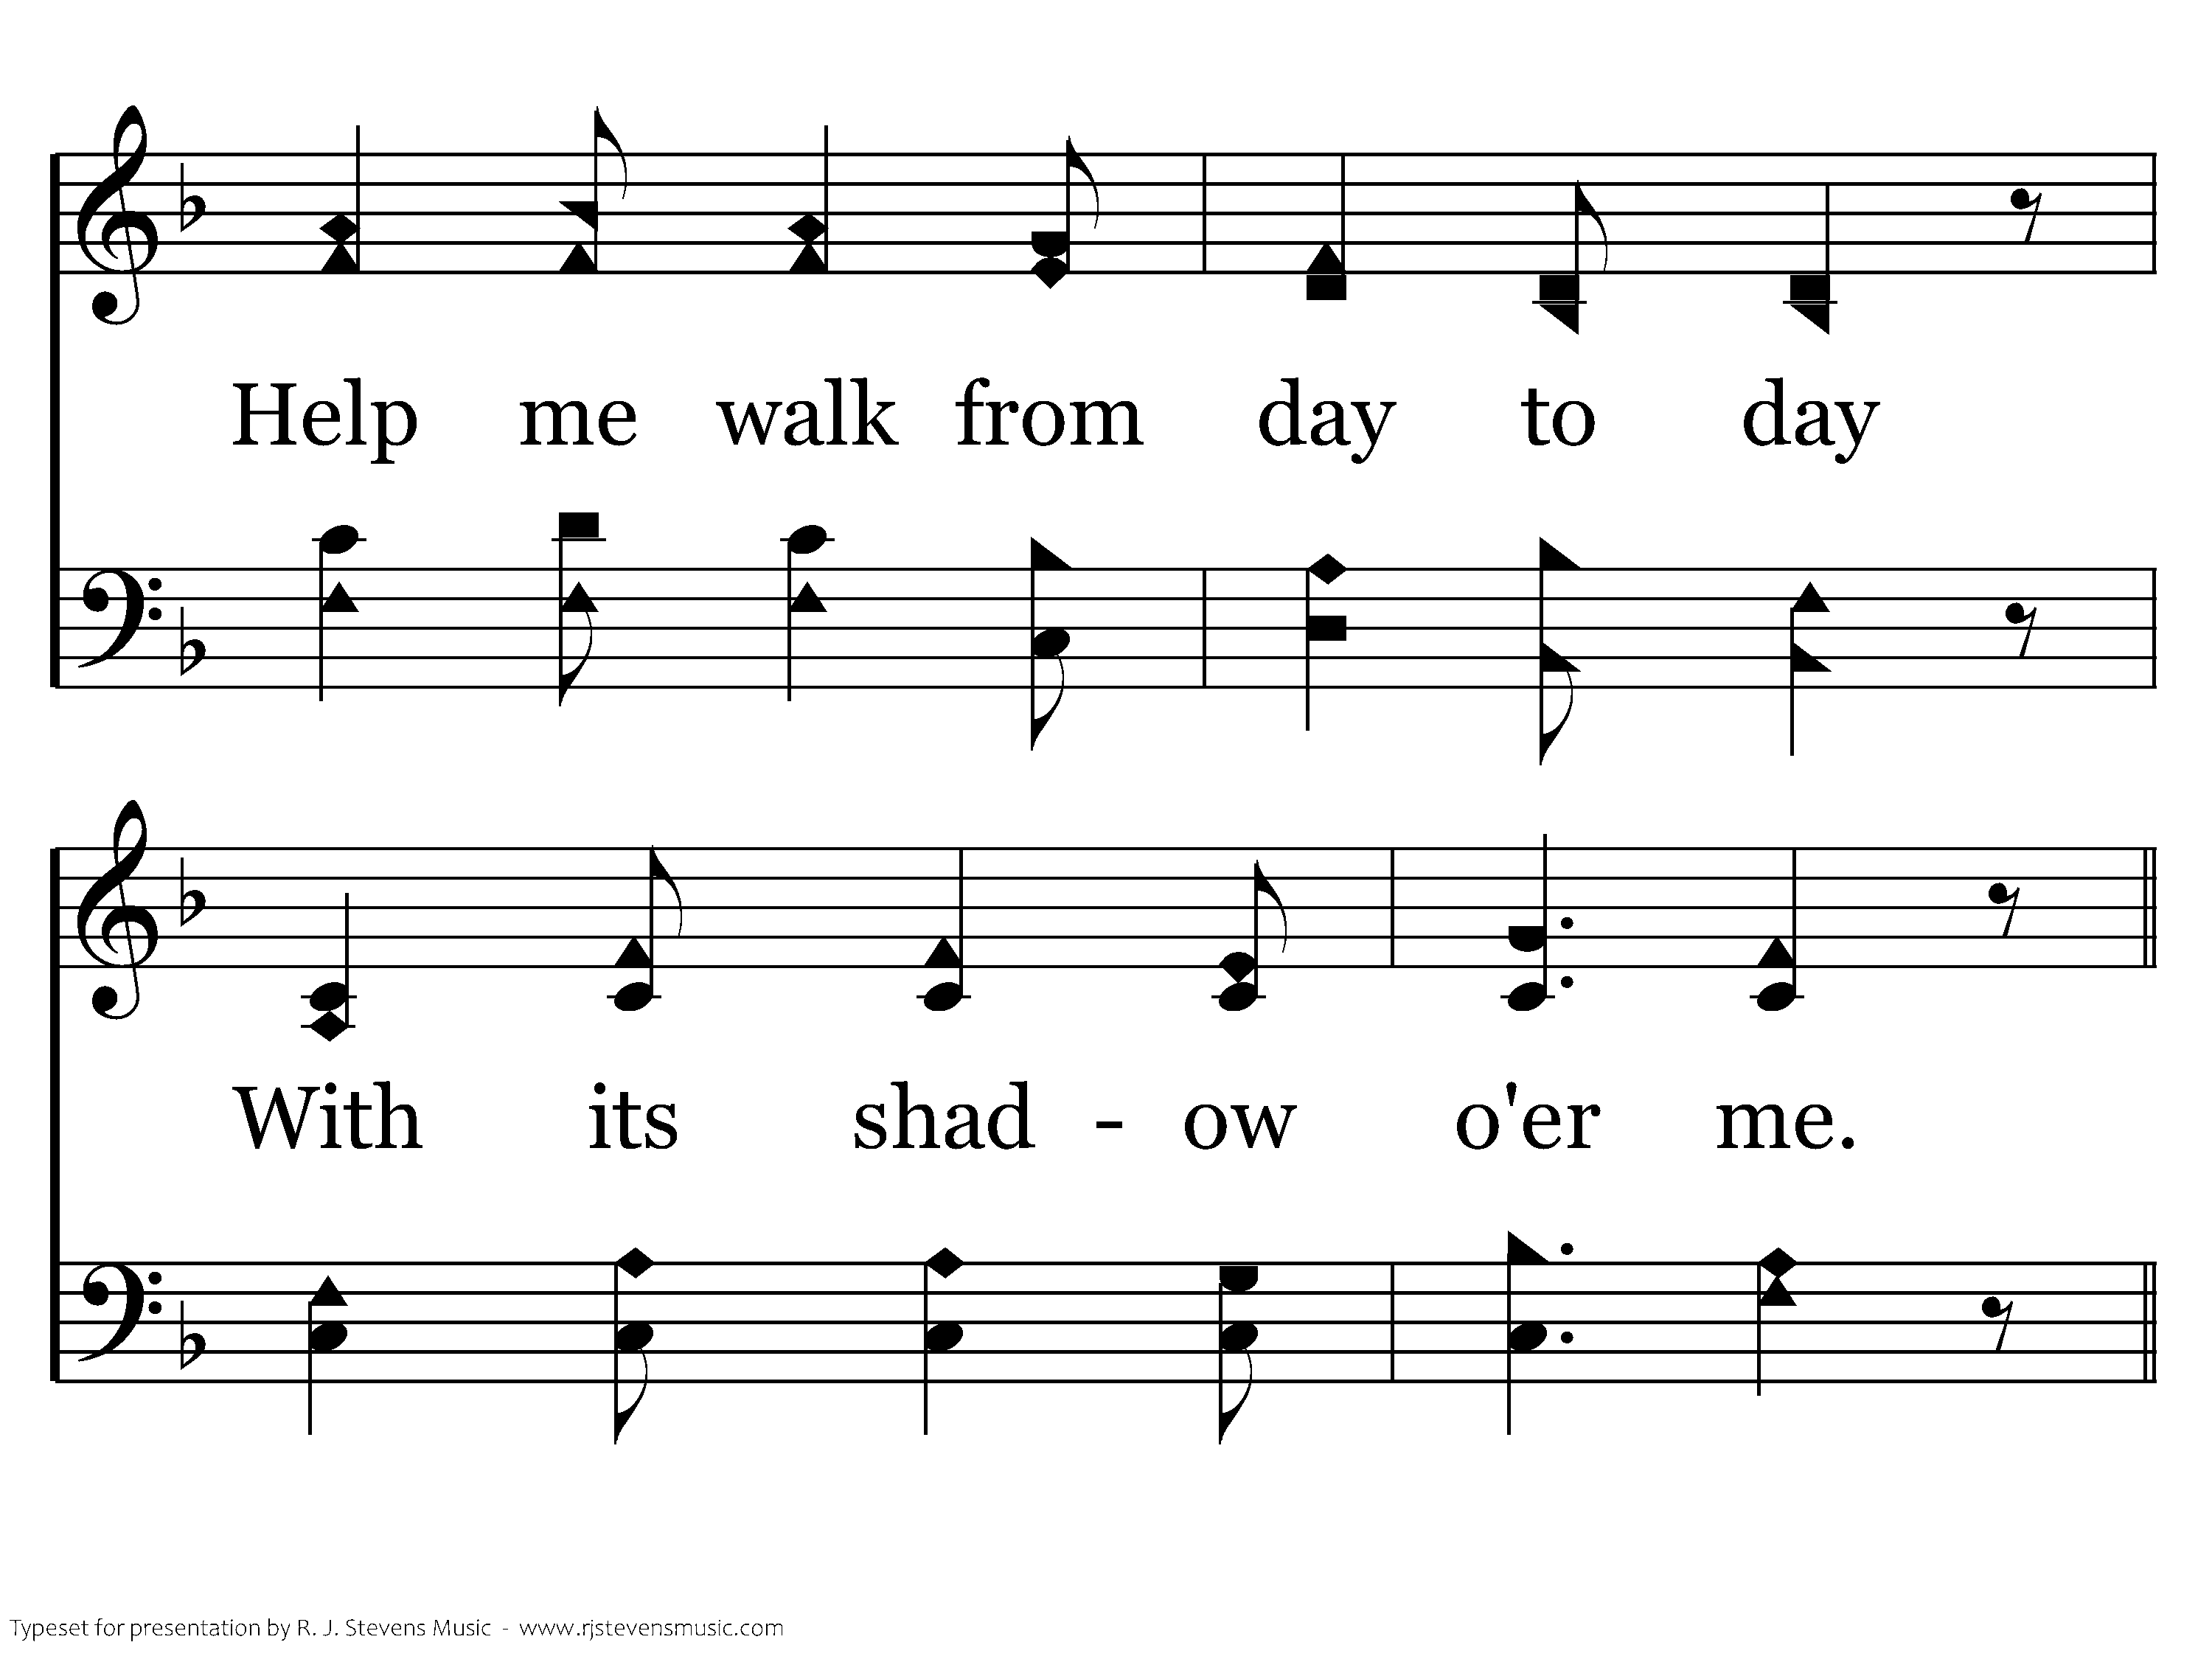 Help me walk from day to day
With its shad - ow o'er me.
Typeset for presentation by R. J. Stevens Music - www.rjstevensmusic.com